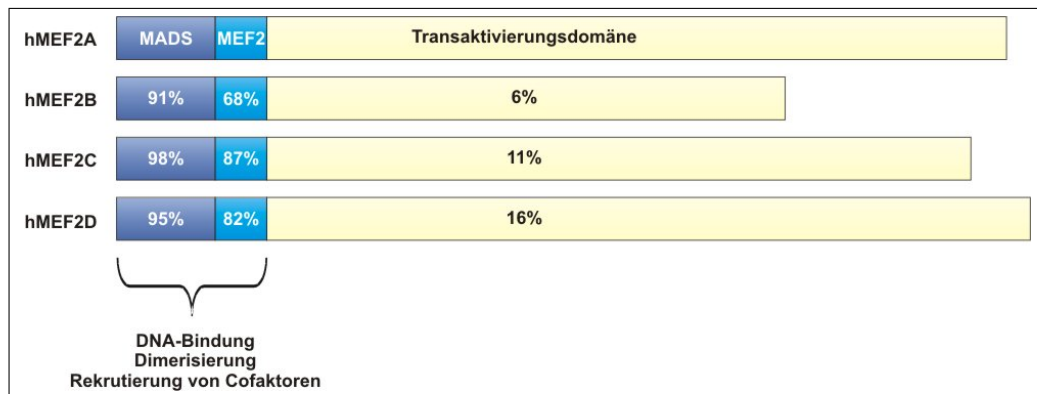 hMEF2A MADS MEF2 Transaktivierungsdomäne
hMEF2B 91% 68% 6%
hMEF2C 98% 87% 11%
hMEF2D 95% 82% 16%
DNA-Bindung
Dimerisierung
Rekrutierung von Cofaktoren